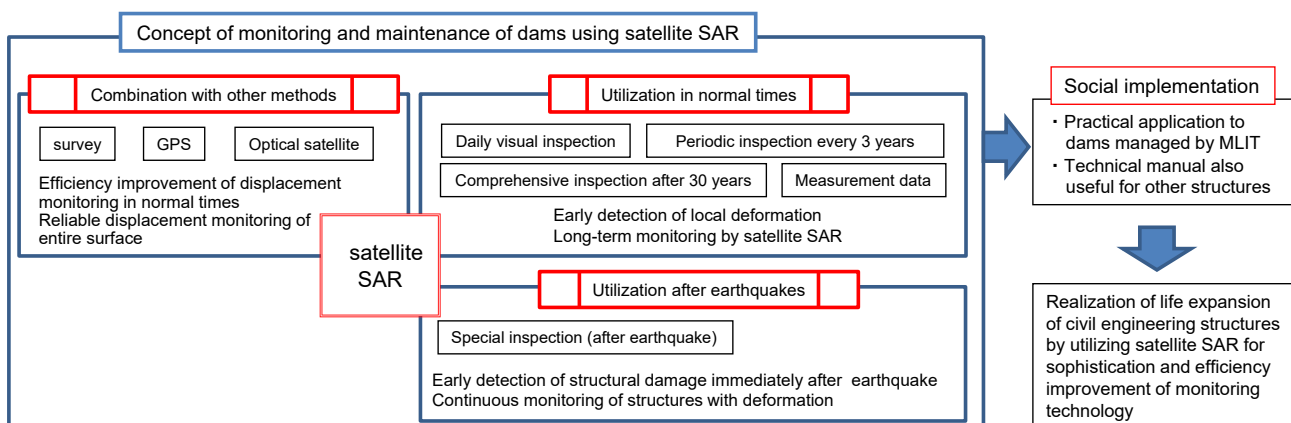 Concept of monitoring and maintenance of dams using satellite SAR
Combination with other methods
survey
GPS
Optical satellite
Efficiency improvement of displacement
monitoring in normal times
Reliable displacement monitoring of
entire surface
satellite
SAR
Utilization in normal times
Daily visual inspection
Periodic inspection every 3 years
Comprehensive inspection after 30 years
Measurement data
Early detection of local deformation
Long-term monitoring by satellite SAR
Utilization after earthquakes
Special inspection (after earthquake)
Early detection of structural damage immediately after earthquake
Continuous monitoring of structures with deformation
Social implementation
・Practical application to
dams managed by MLIT
・Technical manual also
useful for other structures
Realization of life expansion
of civil engineering structures
by utilizing satellite SAR for
sophistication and efficiency
improvement of monitoring
technology